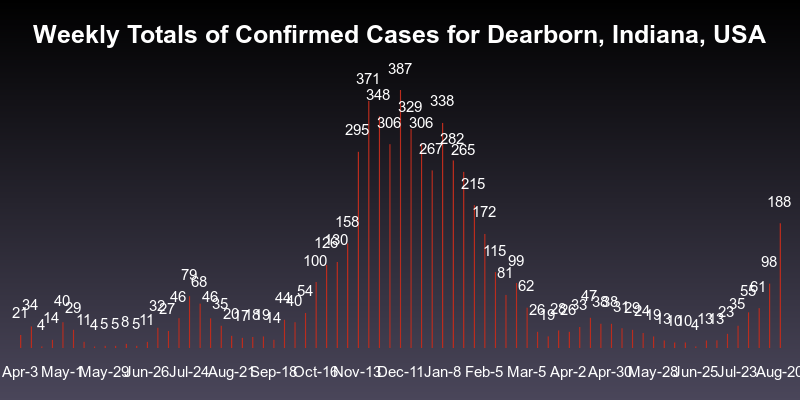 Weekly Totals of Confirmed Cases for Dearborn, Indiana, USA
21 34 4 14 40 29 11 4 5 5 8 5 11 32 27 46 79 68 46 35 20 17 18 19 14 44 40 54 100 126 130 158 295 371 348 306 387 329 306 267 338 282 265 215 172 115 81 99 62 26 19 28 26 33 47 38 38 31 29 24 19 13 10 10 4 13 13 23 35 55 61 98 188
Apr-3 May-1 May-29 Jun-26 Jul-24 Aug-21 Sep-18 Oct-16 Nov-13 Dec-11 Jan-8 Feb-5 Mar-5 Apr-2 Apr-30 May-28 Jun-25 Jul-23 Aug-20